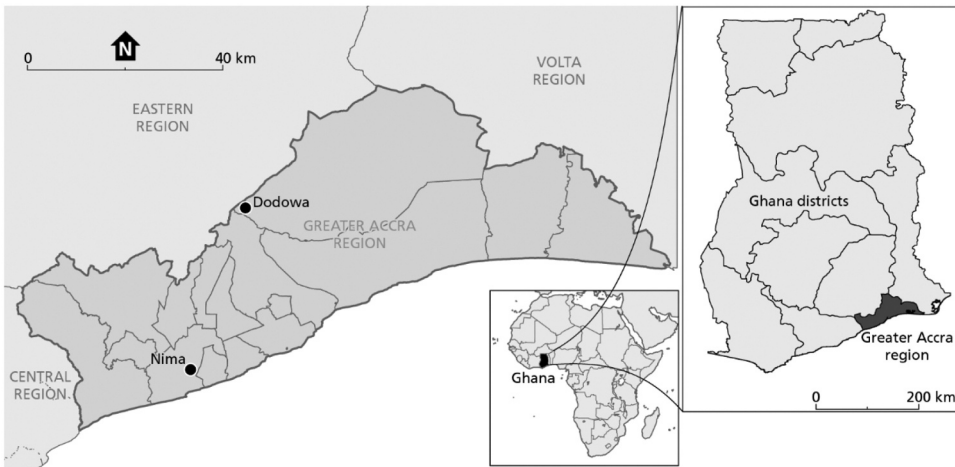 N
0
40 km
EASTERN
REGION
VOLTA
REGION
Dodowa
GREATER ACCRA
REGION
Nima
CENTRAL
REGION
Ghana
Ghana districts
Greater Accra
region
0
200 km